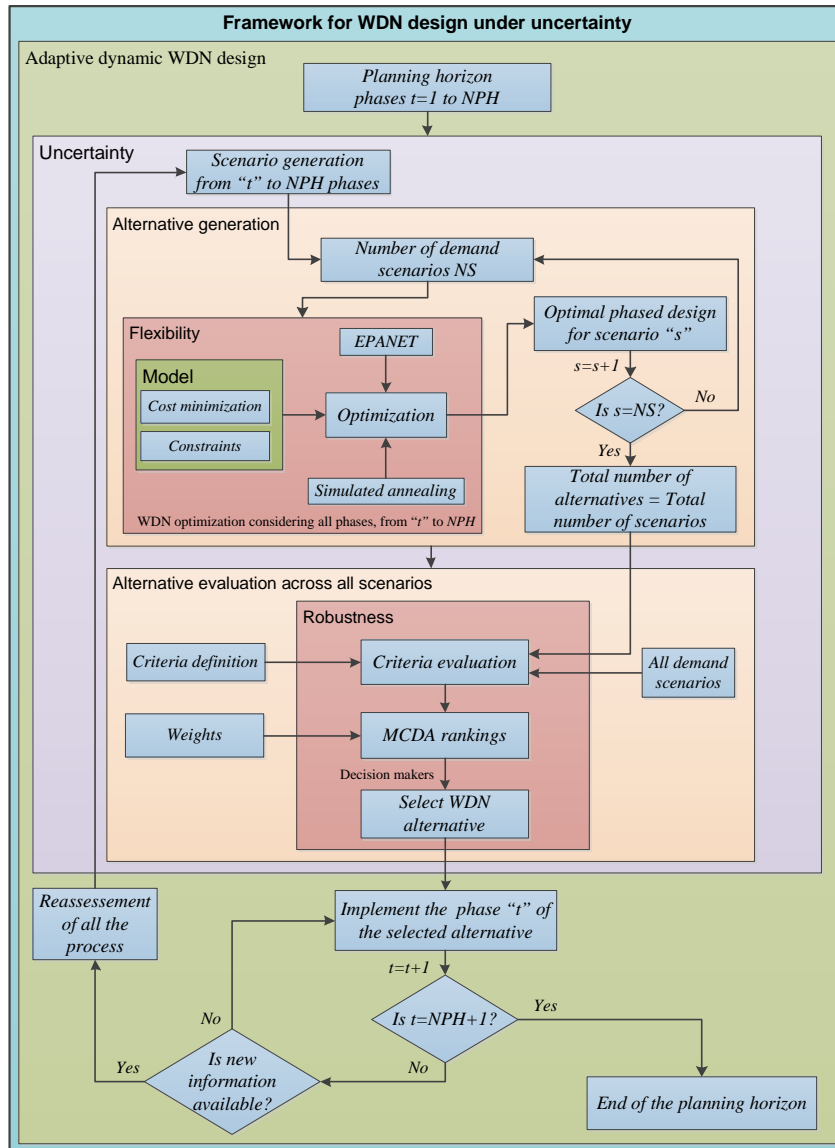 Framework for WDN design under uncertainty
Adaptive dynamic WDN design
Planning horizon
phases t=1 to NPH
Uncertainty
Scenario generation
from “t” to NPH phases
Alternative generation
Number of demand
scenarios NS
Flexibility
EPANET
Model
Cost minimization
Constraints
Optimization
Simulated annealing
WDN optimization considering all phases, from “t” to NPH
Optimal phased design
for scenario “s”
s=s+1
Is s=NS?
No
Yes
Total number of
alternatives = Total
number of scenarios
Alternative evaluation across all scenarios
Robustness
Criteria definition
Criteria evaluation
All demand
scenarios
Weights
MCDA rankings
Decision makers
Select WDN
alternative
Reassessement
of all the
process
Implement the phase “t” of
the selected alternative
t=t+1
Is t=NPH+1?
Yes
No
No
Is new
information
available?
Yes
End of the planning horizon